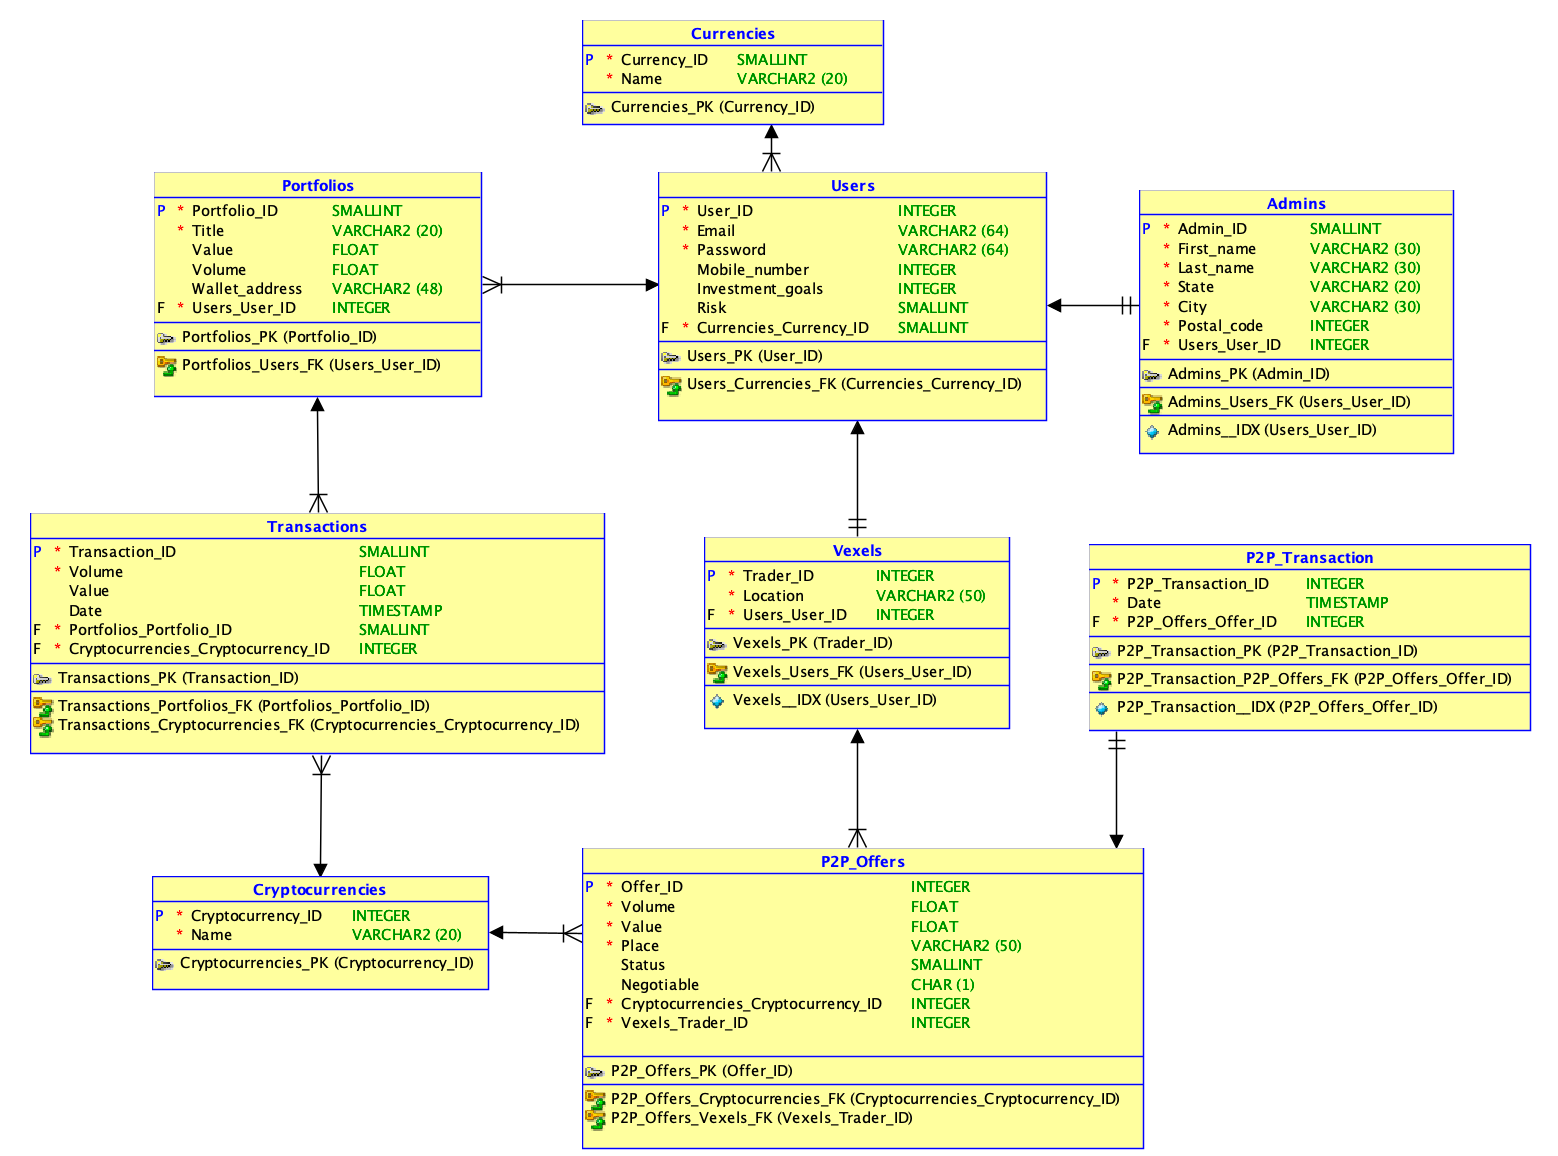 Currencies
P * Currency_ID SMALLINT
* Name VARCHAR2 (20)
Currencies_PK (Currency_ID)
Portfolios
P * Portfolio_ID SMALLINT
* Title VARCHAR2 (20)
Value FLOAT
Volume FLOAT
Wallet_address VARCHAR2 (48)
F * Users_User_ID INTEGER
Portfolios_PK (Portfolio_ID)
Portfolios_Users_FK (Users_User_ID)
Users
P * User_ID INTEGER
* Email VARCHAR2 (64)
* Password VARCHAR2 (64)
Mobile_number INTEGER
Investment_goals INTEGER
Risk SMALLINT
F * Currencies_Currency_ID SMALLINT
Users_PK (User_ID)
Users_Currencies_FK (Currencies_Currency_ID)
Admins
P * Admin_ID SMALLINT
* First_name VARCHAR2 (30)
* Last_name VARCHAR2 (30)
* State VARCHAR2 (20)
* City VARCHAR2 (30)
* Postal_code INTEGER
F * Users_User_ID INTEGER
Admins_PK (Admin_ID)
Admins_Users_FK (Users_User_ID)
Admins__IDX (Users_User_ID)
Transactions
P * Transaction_ID SMALLINT
* Volume FLOAT
Value FLOAT
Date TIMESTAMP
F * Portfolios_Portfolio_ID SMALLINT
F * Cryptocurrencies_Cryptocurrency_ID INTEGER
Transactions_PK (Transaction_ID)
Transactions_Portfolios_FK (Portfolios_Portfolio_ID)
Transactions_Cryptocurrencies_FK (Cryptocurrencies_Cryptocurrency_ID)
Vexels
P * Trader_ID INTEGER
* Location VARCHAR2 (50)
F * Users_User_ID INTEGER
Vexels_PK (Trader_ID)
Vexels_Users_FK (Users_User_ID)
Vexels__IDX (Users_User_ID)
P2P_Transaction
P * P2P_Transaction_ID INTEGER
* Date TIMESTAMP
F * P2P_Offers_Offer_ID INTEGER
P2P_Transaction_PK (P2P_Transaction_ID)
P2P_Transaction_P2P_Offers_FK (P2P_Offers_Offer_ID)
P2P_Transaction__IDX (P2P_Offers_Offer_ID)
Cryptocurrencies
P * Cryptocurrency_ID INTEGER
* Name VARCHAR2 (20)
Cryptocurrencies_PK (Cryptocurrency_ID)
P2P_Offers
P * Offer_ID INTEGER
* Volume FLOAT
* Value FLOAT
* Place VARCHAR2 (50)
Status SMALLINT
Negotiable CHAR (1)
F * Cryptocurrencies_Cryptocurrency_ID INTEGER
F * Vexels_Trader_ID INTEGER
P2P_Offers_PK (Offer_ID)
P2P_Offers_Cryptocurrencies_FK (Cryptocurrencies_Cryptocurrency_ID)
P2P_Offers_Vexels_FK (Vexels_Trader_ID)